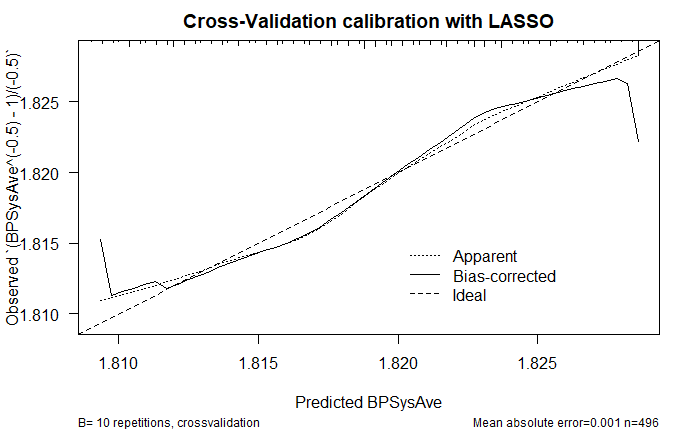 Cross-Validation calibration with LASSO
Observed `(BPSysAve^(-0.5) - 1)/(-0.5)`
1.825
1.820
1.815
1.810
Apparent
Bias-corrected
Ideal
1.810 1.815 1.820 1.825
Predicted BPSysAve
B= 10 repetitions, crossvalidation
Mean absolute error=0.001 n=496